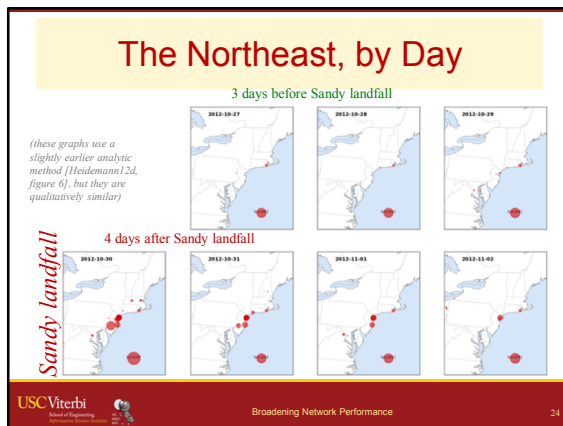 The Northeast, by Day
3 days before Sandy landfall
(these graphs use a
slightly earlier analytic
method [Heidemann12d,
figure 6], but they are
qualitatively similar)
2012-10-27
2012-10-28
2012-10-29
4 days after Sandy landfall
Sandy landfall
2012-10-30
2012-10-31
2012-11-01
2012-11-02
USC Viterbi
School of Engineering
Information Sciences Institute
Broadening Network Performance
24